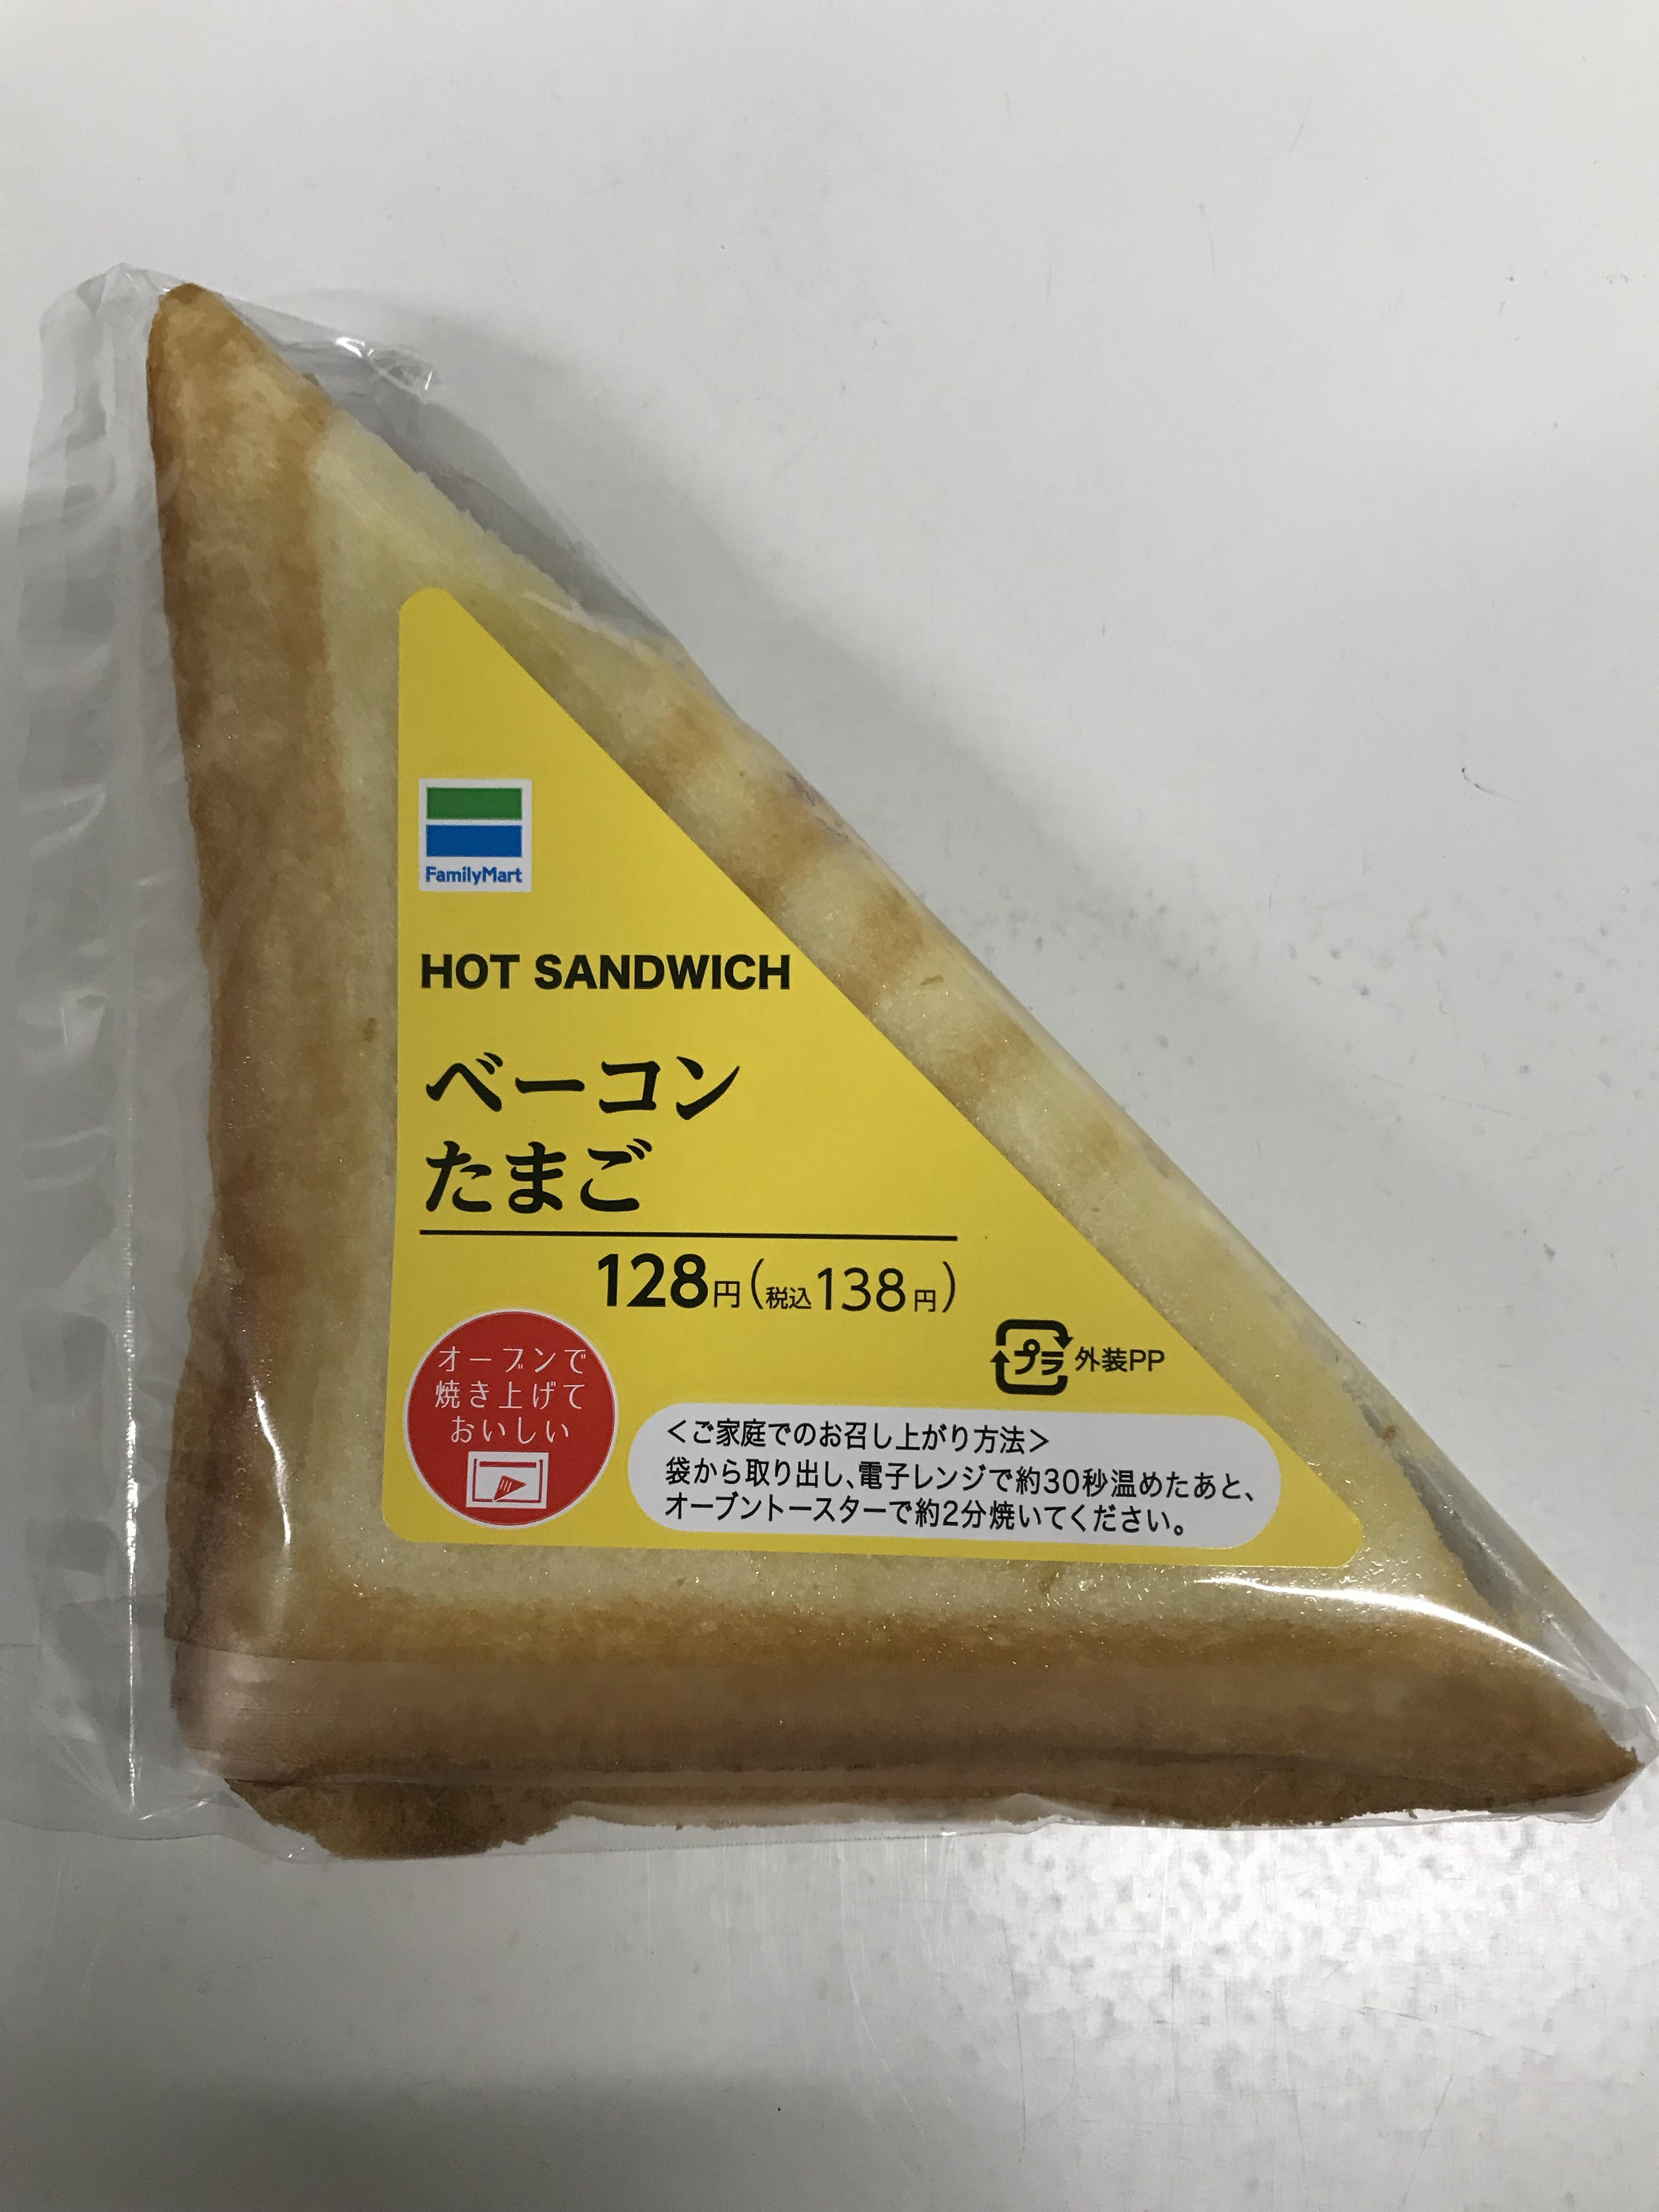 FamilyMart
HOT SANDWICH
ベーコン
たまご
128円(税込138円)
プラ 外装PP
オーブンで
焼き上げて
おいしい
<ご家庭でのお召し上がり方法>
袋から取り出し、電子レンジで約30秒温めたあと、
オーブントースターで約2分焼いてください。